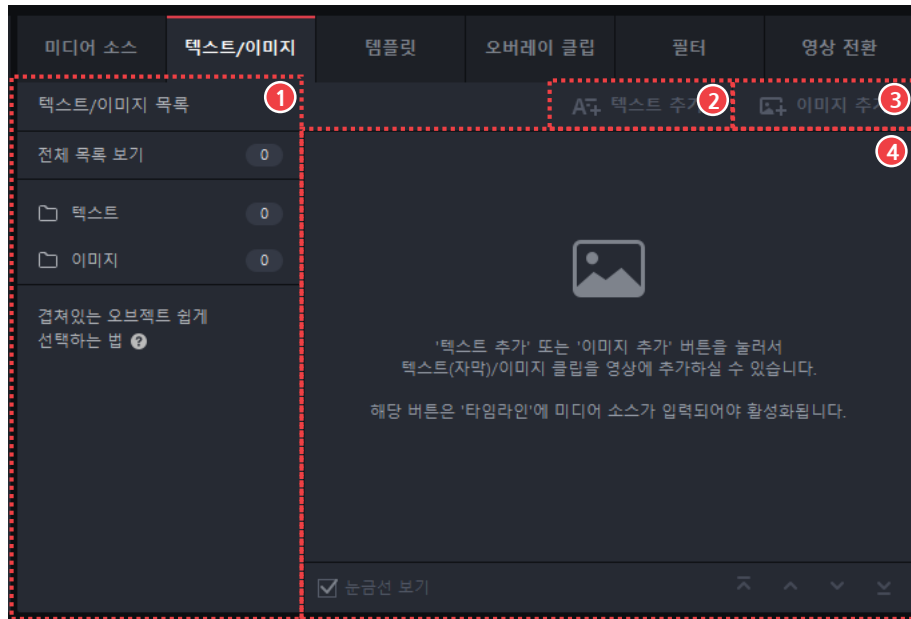 미디어 소스
텍스트/이미지
템플릿
오버레이 클립
필터
영상 전환
텍스트/이미지 목록
1
텍스트
2
이미지
3
전체 목록 보기
0
4
텍스트
0
이미지
0
겹쳐있는 오브젝트 쉽게
선택하는 법 ?
'텍스트 추가' 또는 '이미지 추가' 버튼을 눌러서
텍스트(자막)/이미지 클립을 영상에 추가하실 수 있습니다.
해당 버튼은 '타임라인'에 미디어 소스가 입력되어야 활성화됩니다.
눈금선 보기